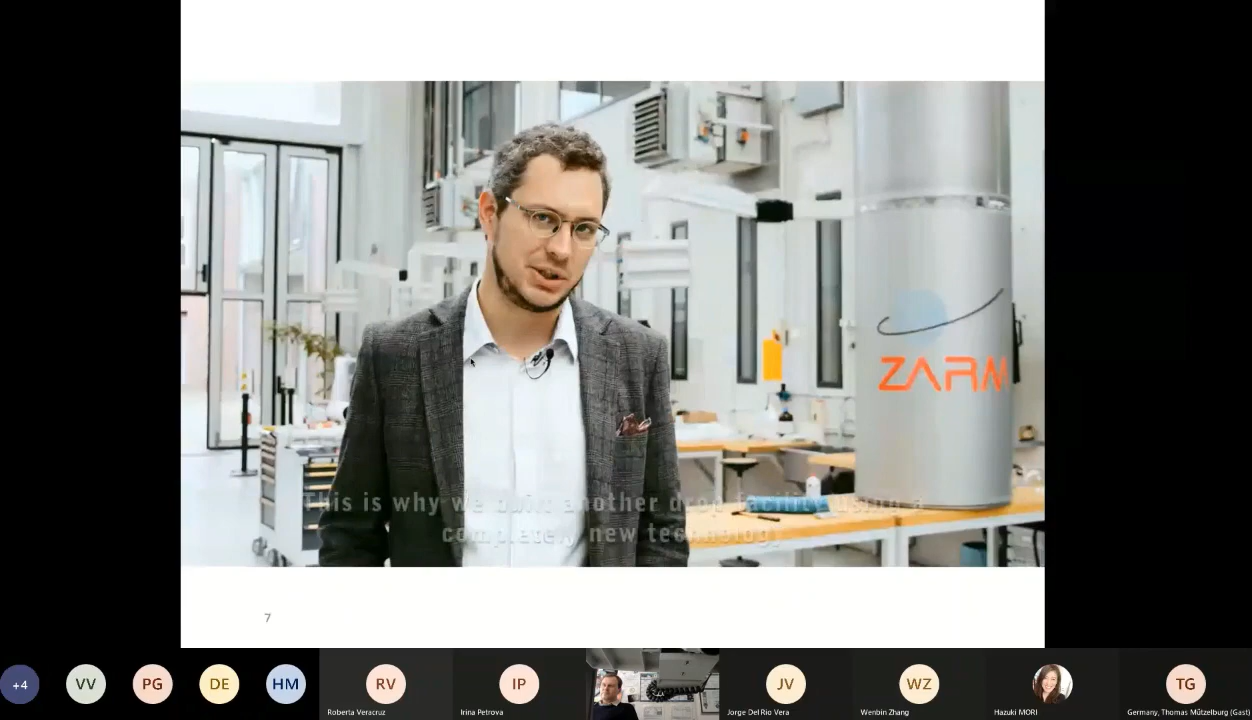 ZARM
This is why we built another drop facility using a
completely new technology
7
+4
VV
PG
DE
HM
RV
IP
JV
WZ
TG
Roberta Veracruz
Irina Petrova
Jorge Del Rio Vera
Wenbin Zhang
Hazuki MORI
Germany, Thomas Mützelburg (Gast)